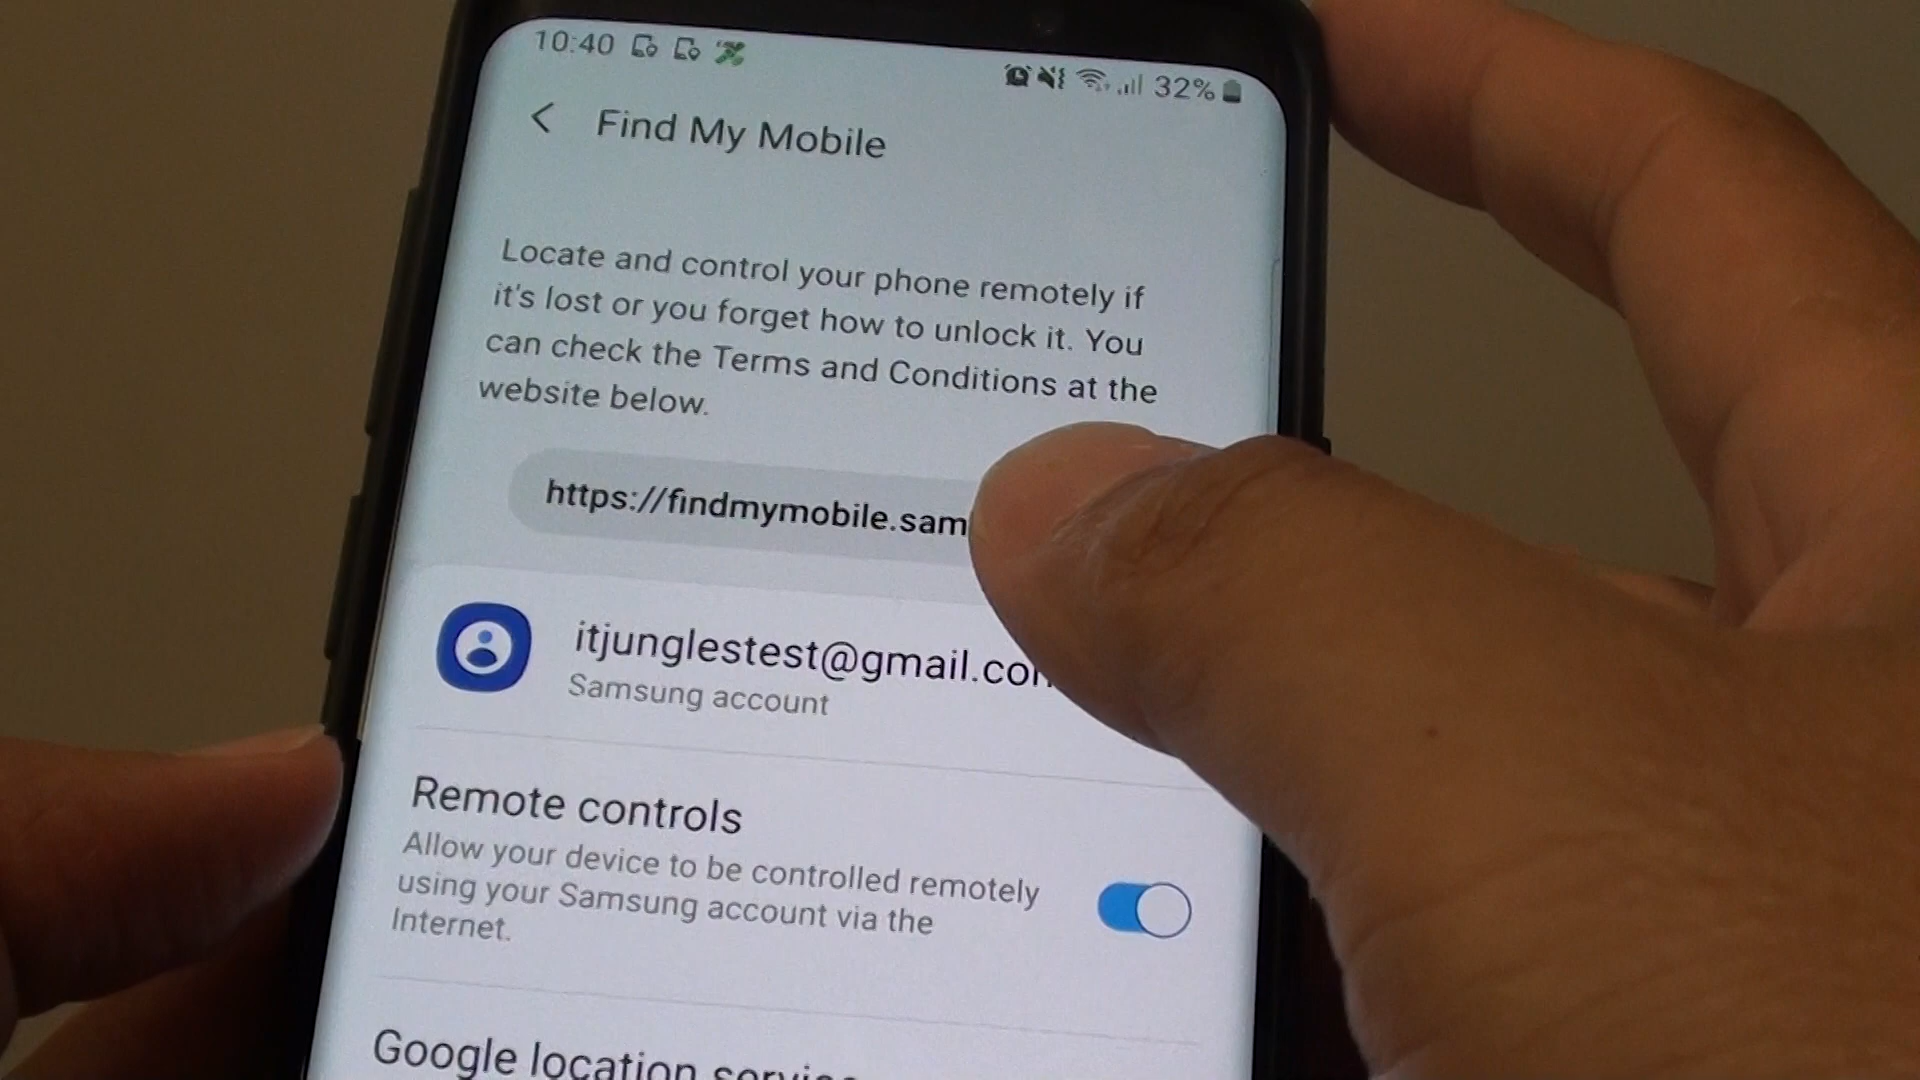 10:40
32%
Find My Mobile
Locate and control your phone remotely if
it's lost or you forget how to unlock it. You
can check the Terms and Conditions at the
website below.
https://findmymobile.sam
itjunglestest@gmail.co
Samsung account
Remote controls
Allow your device to be controlled remotely
using your Samsung account via the
Internet.
Google location